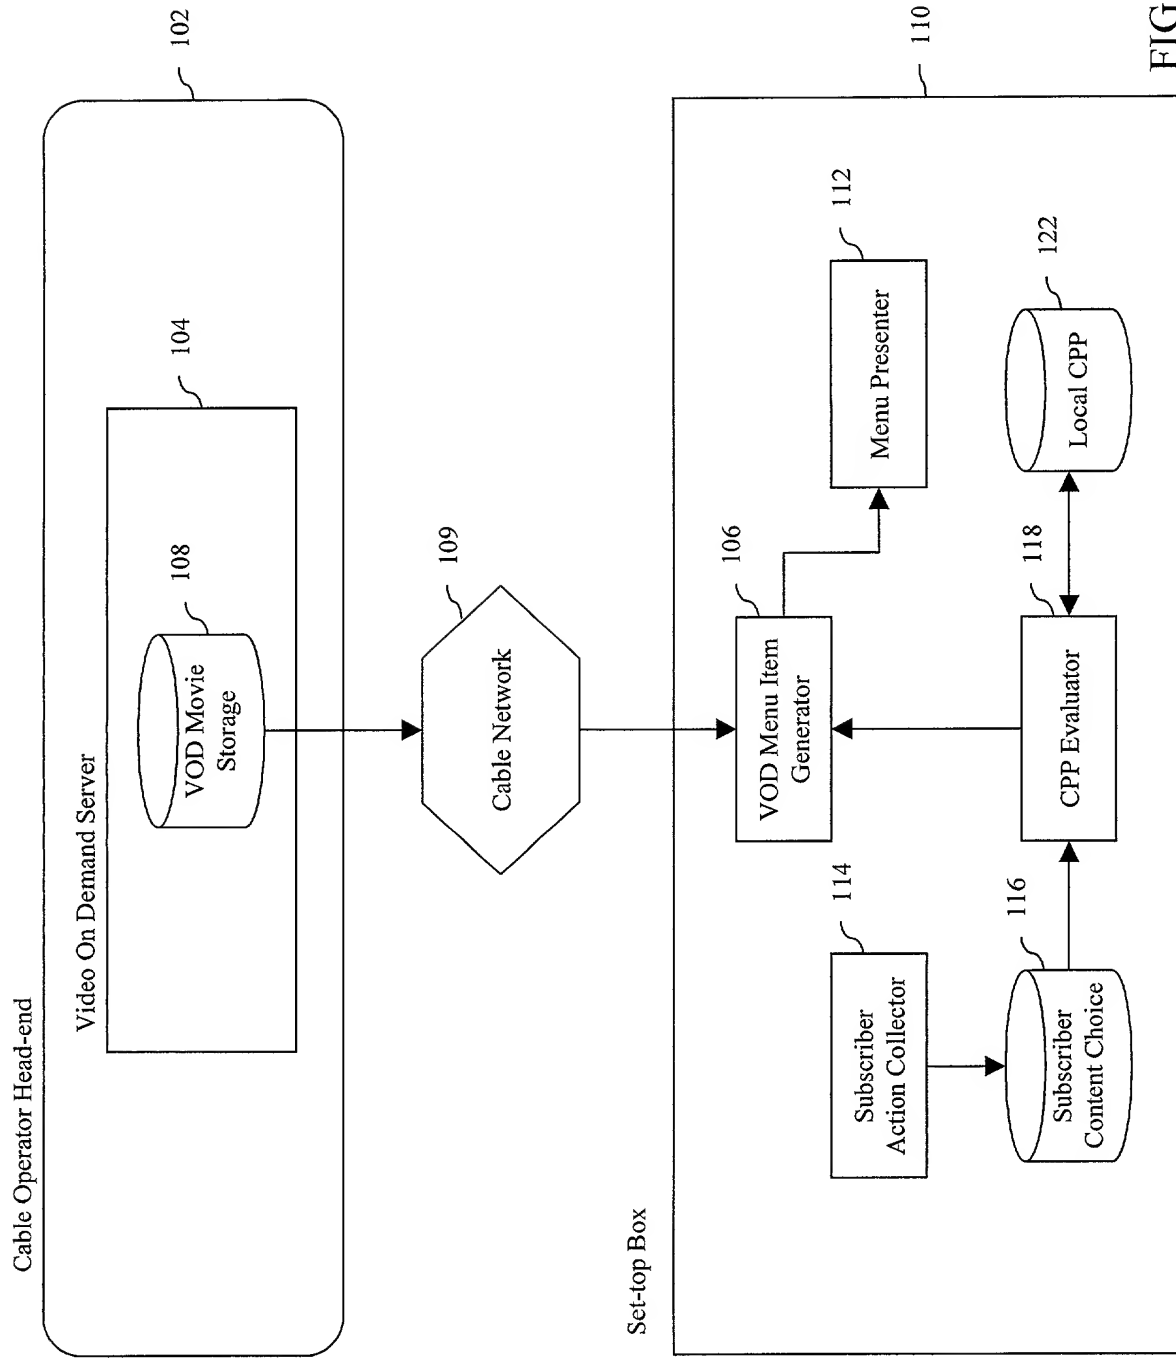 Cable Operator Head-end
102
Video On Demand Server
104
VOD Movie
Storage
108
Cable Network
109
Set-top Box
110
VOD Menu Item
Generator
106
Menu Presenter
112
Subscriber
Action Collector
114
Subscriber
Content Choice
116
CPP Evaluator
118
Local CPP
122
FIG